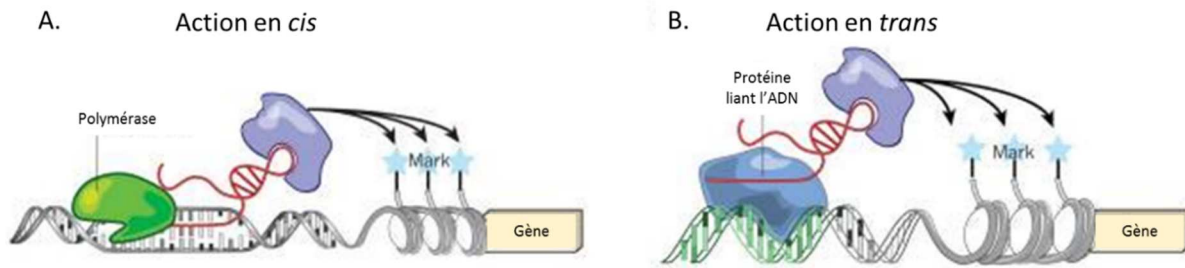 A. Action en cis
Polymérase
Mark
Gène
B. Action en trans
Protéine
liant l'ADN
Mark
Gène